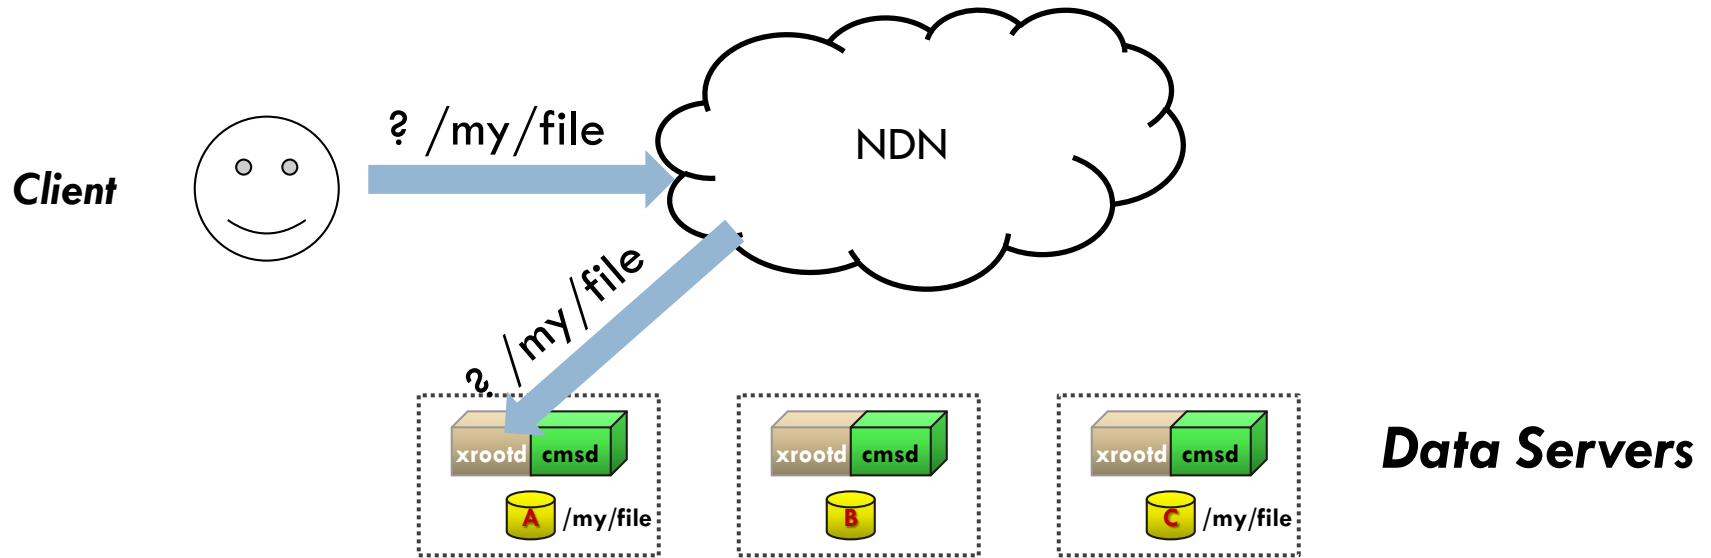 ? /my/file
NDN
Client
? /my/file
xrootd cmsd
xrootd cmsd
xrootd cmsd
Data Servers
A /my/file
B
C /my/file